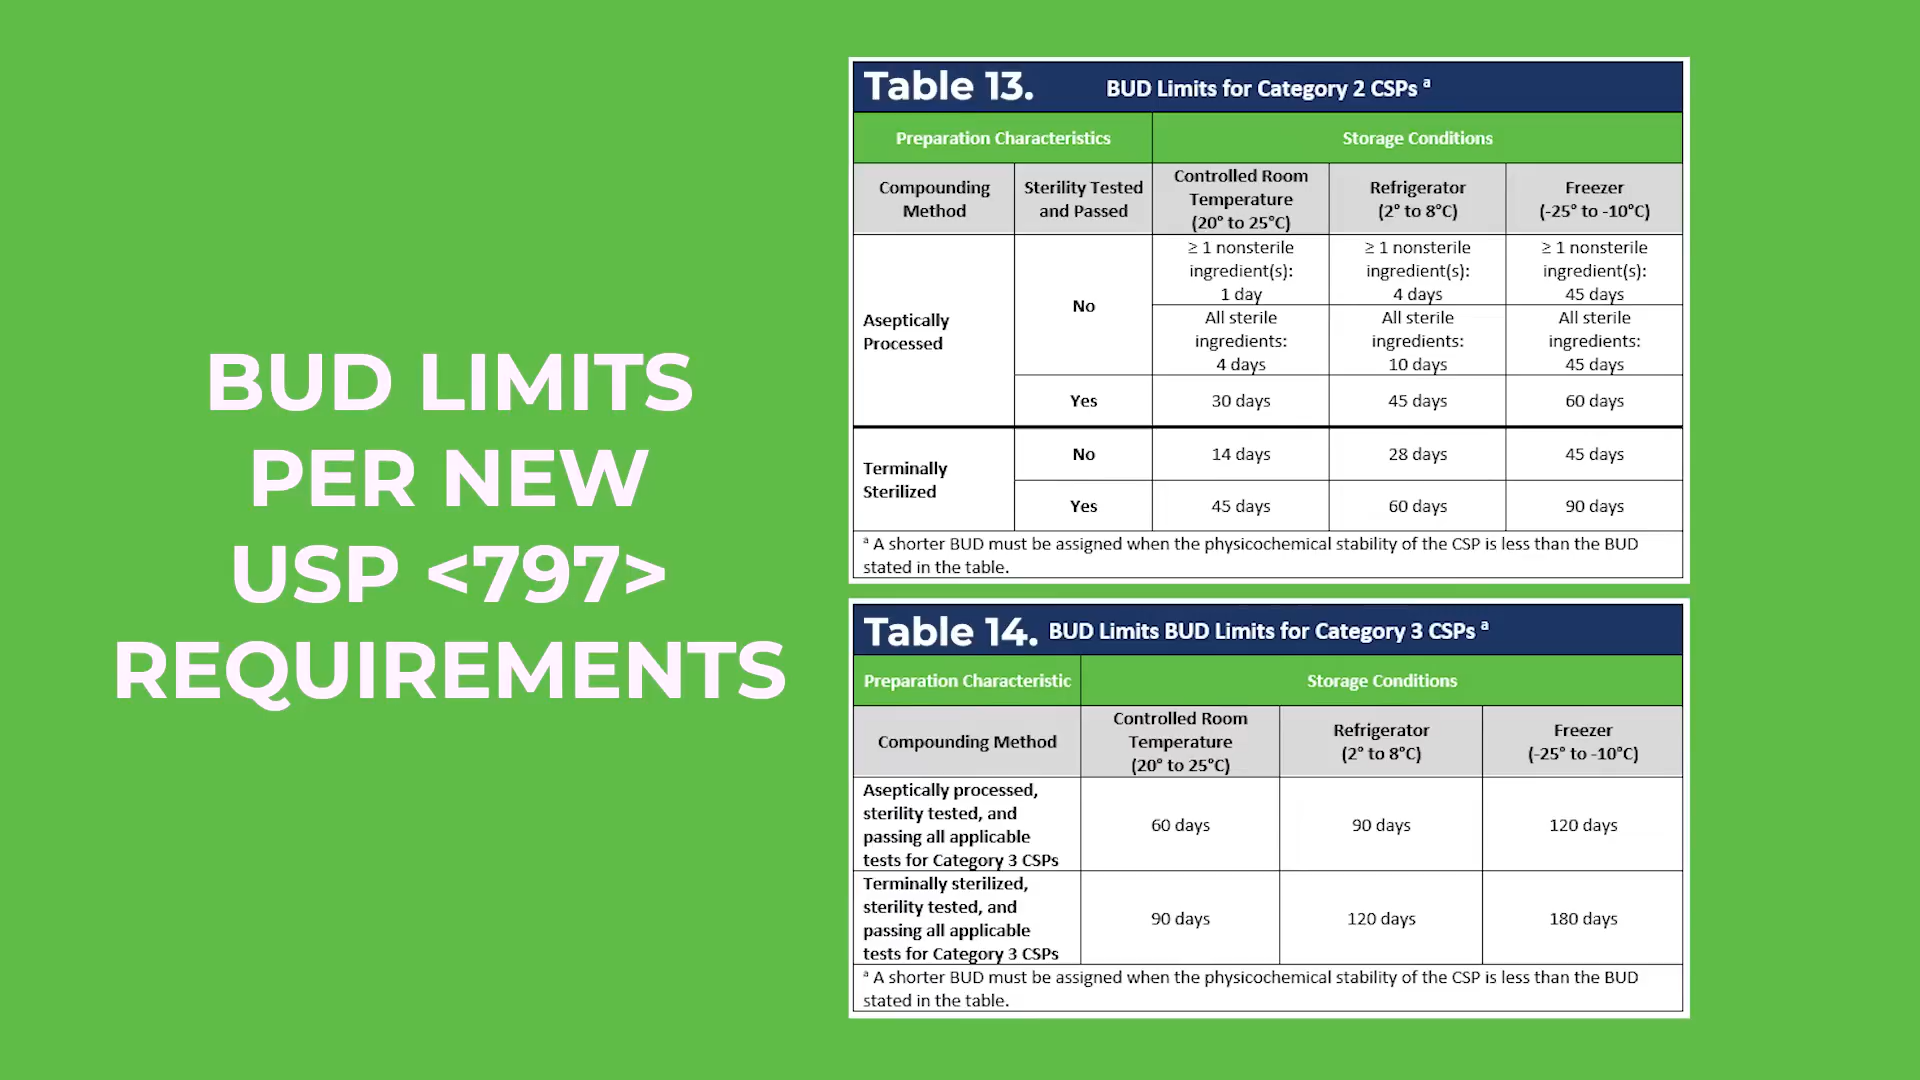 BUD LIMITS
PER NEW
USP <797>
REQUIREMENTS
Table 13. BUD Limits for Category 2 CSPs ᵃ
Preparation Characteristics Storage Conditions
Compounding
Method
Sterility Tested
and Passed
Controlled Room
Temperature
(20° to 25°C)
Refrigerator
(2° to 8°C)
Freezer
(-25° to -10°C)
Aseptically
Processed
No
≥ 1 nonsterile
ingredient(s):
1 day
≥ 1 nonsterile
ingredient(s):
4 days
≥ 1 nonsterile
ingredient(s):
45 days
All sterile
ingredients:
4 days
All sterile
ingredients:
10 days
All sterile
ingredients:
45 days
Yes 30 days 45 days 60 days
Terminally
Sterilized
No 14 days 28 days 45 days
Yes 45 days 60 days 90 days
ᵃ A shorter BUD must be assigned when the physicochemical stability of the CSP is less than the BUD
stated in the table.
Table 14. BUD Limits BUD Limits for Category 3 CSPs ᵃ
Preparation Characteristic Storage Conditions
Compounding Method
Controlled Room
Temperature
(20° to 25°C)
Refrigerator
(2° to 8°C)
Freezer
(-25° to -10°C)
Aseptically processed,
sterility tested, and
passing all applicable
tests for Category 3 CSPs
60 days 90 days 120 days
Terminally sterilized,
sterility tested, and
passing all applicable
tests for Category 3 CSPs
90 days 120 days 180 days
ᵃ A shorter BUD must be assigned when the physicochemical stability of the CSP is less than the BUD
stated in the table.